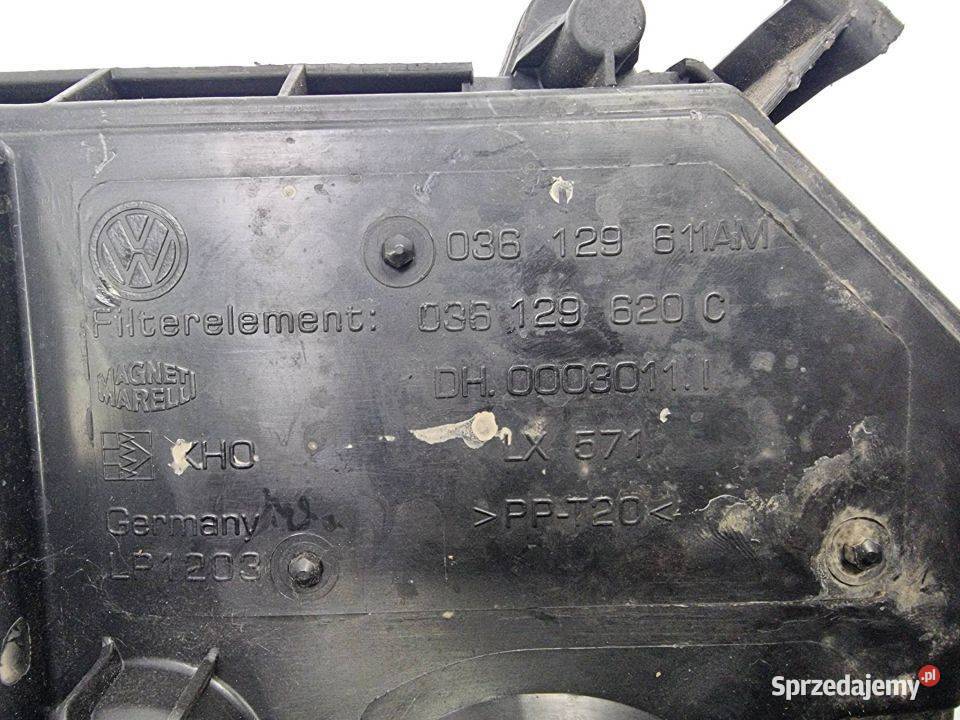 036 129 611AM
Filterelement: 036 129 620 C
MAGNETI MARELLI DH.0003011.1
KHO LX 571
Germany >PP-T20<
LP1203
Sprzedajemy.pl